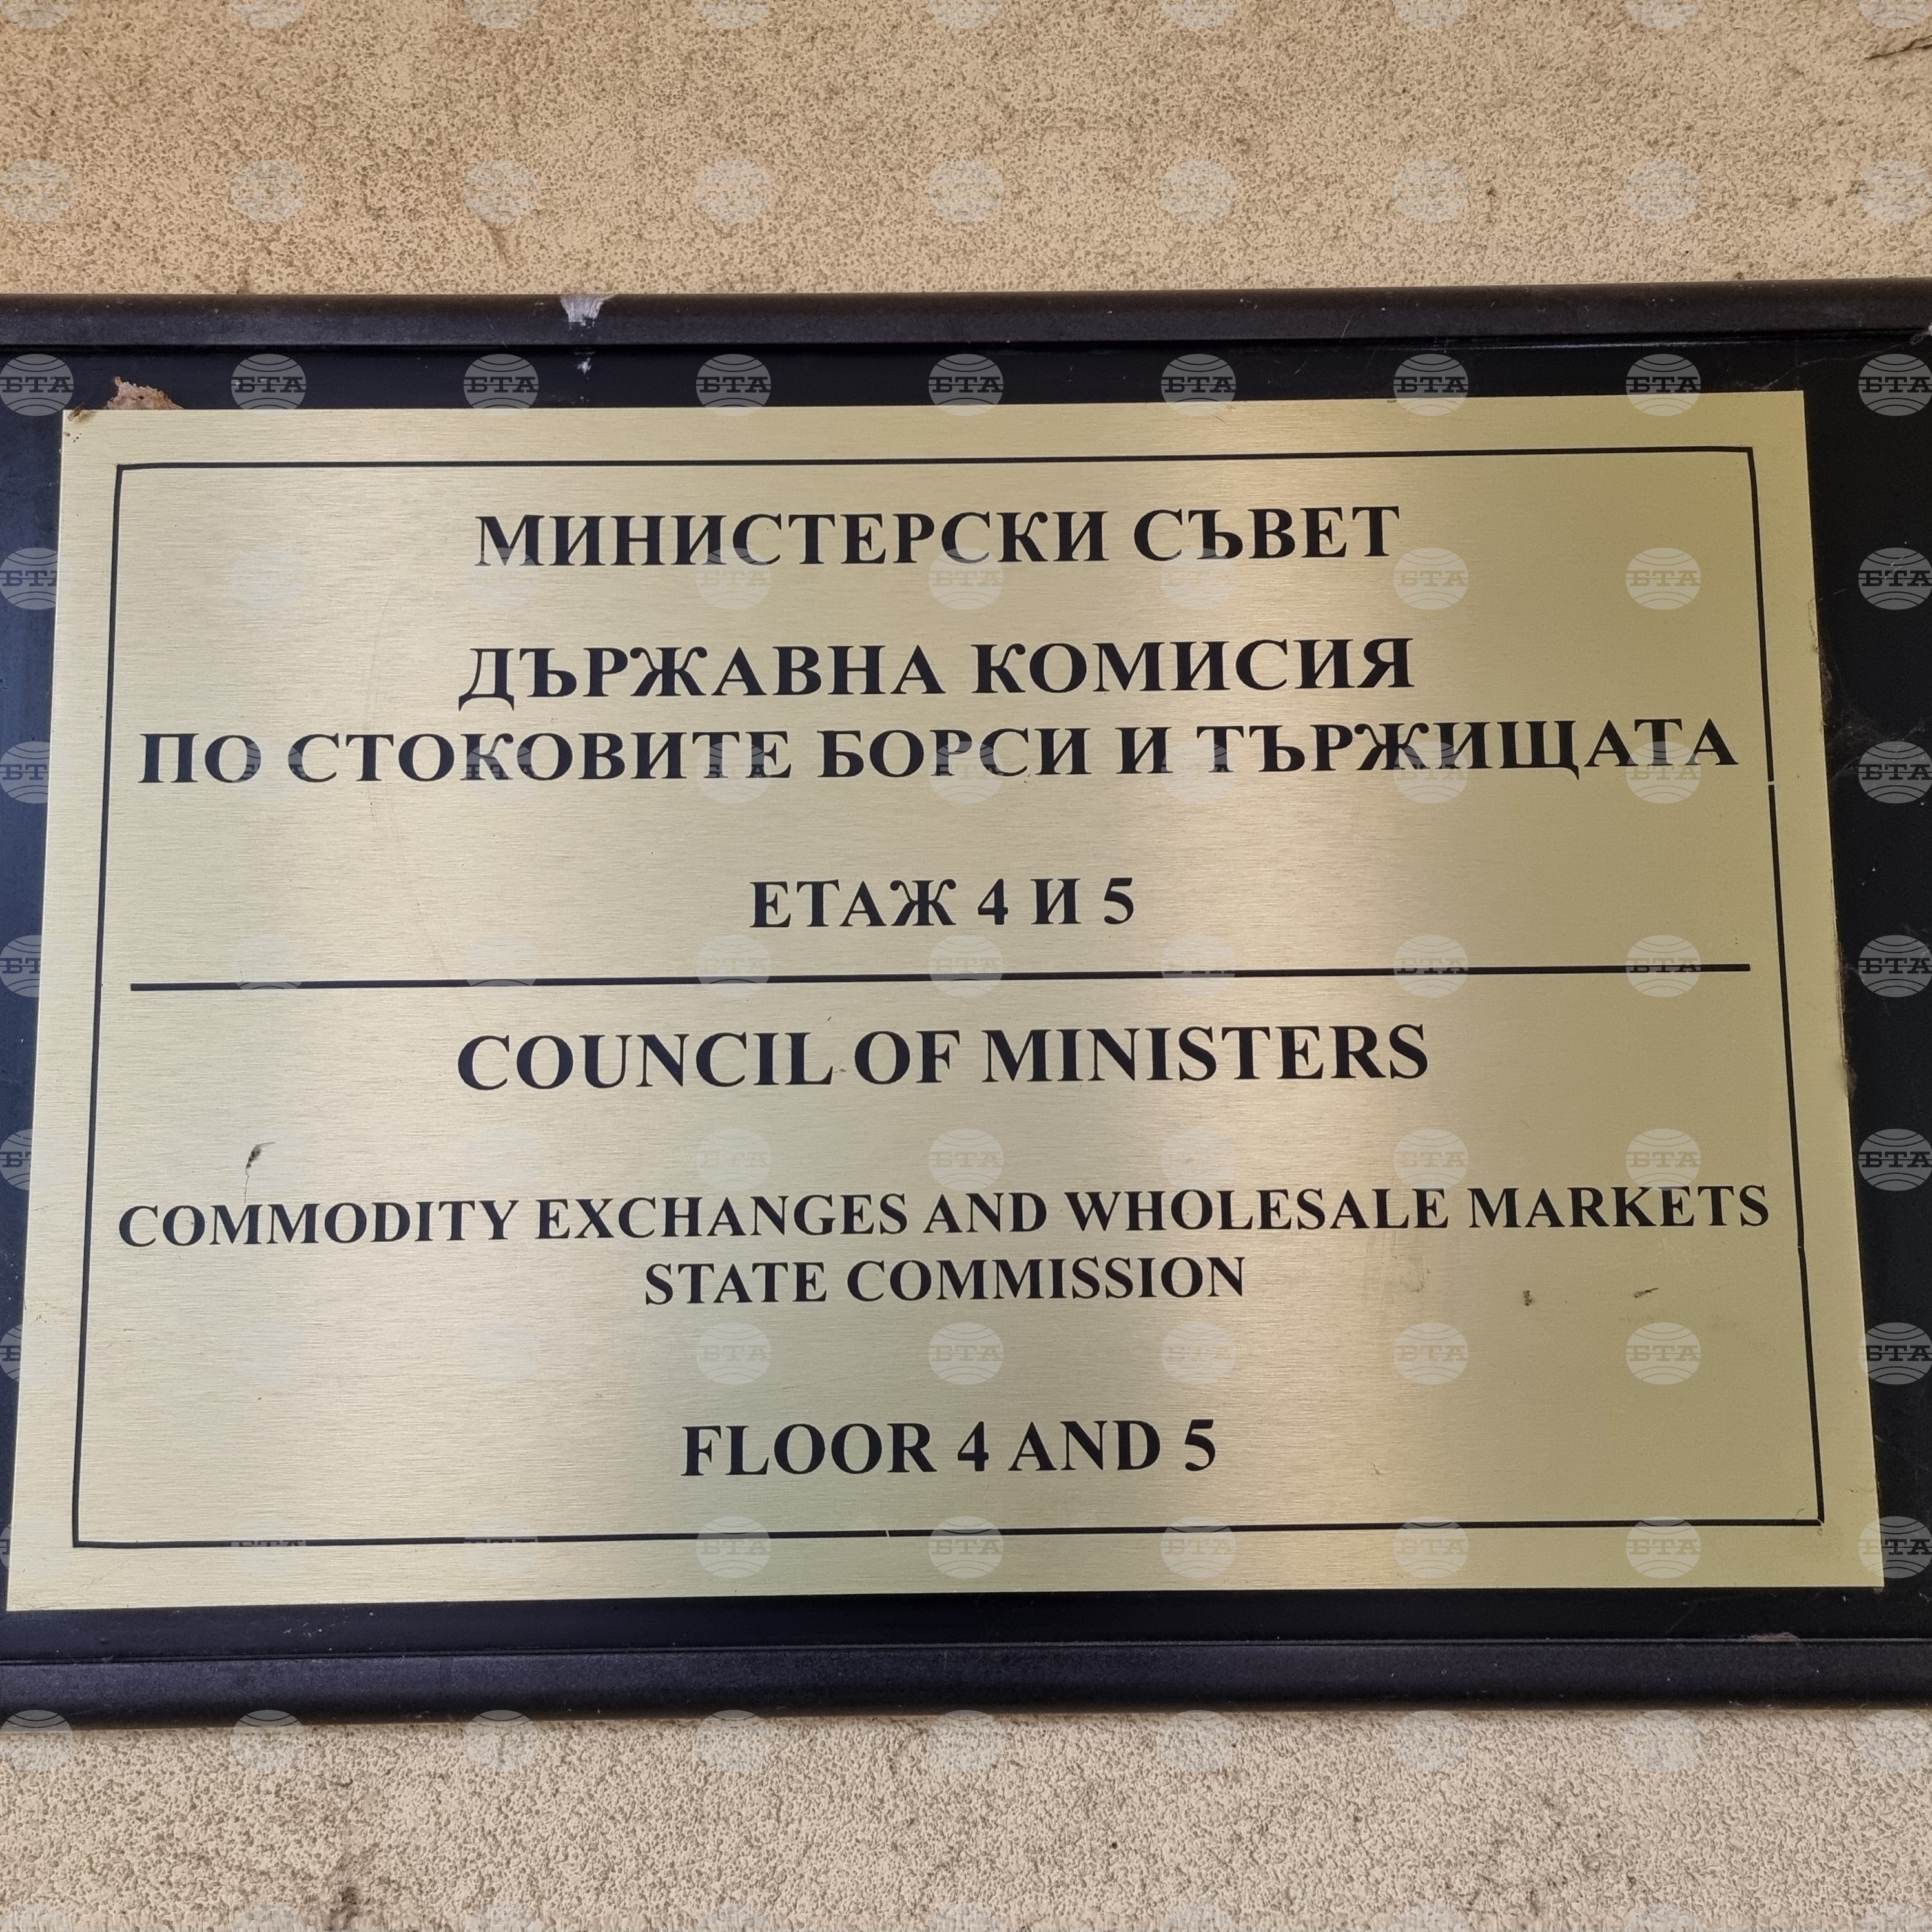 МИНИСТЕРСКИ СЪВЕТ
ДЪРЖАВНА КОМИСИЯ
ПО СТОКОВИТЕ БОРСИ И ТЪРЖИЩАТА
ЕТАЖ 4 И 5
COUNCIL OF MINISTERS
COMMODITY EXCHANGES AND WHOLESALE MARKETS
STATE COMMISSION
FLOOR 4 AND 5
БТА